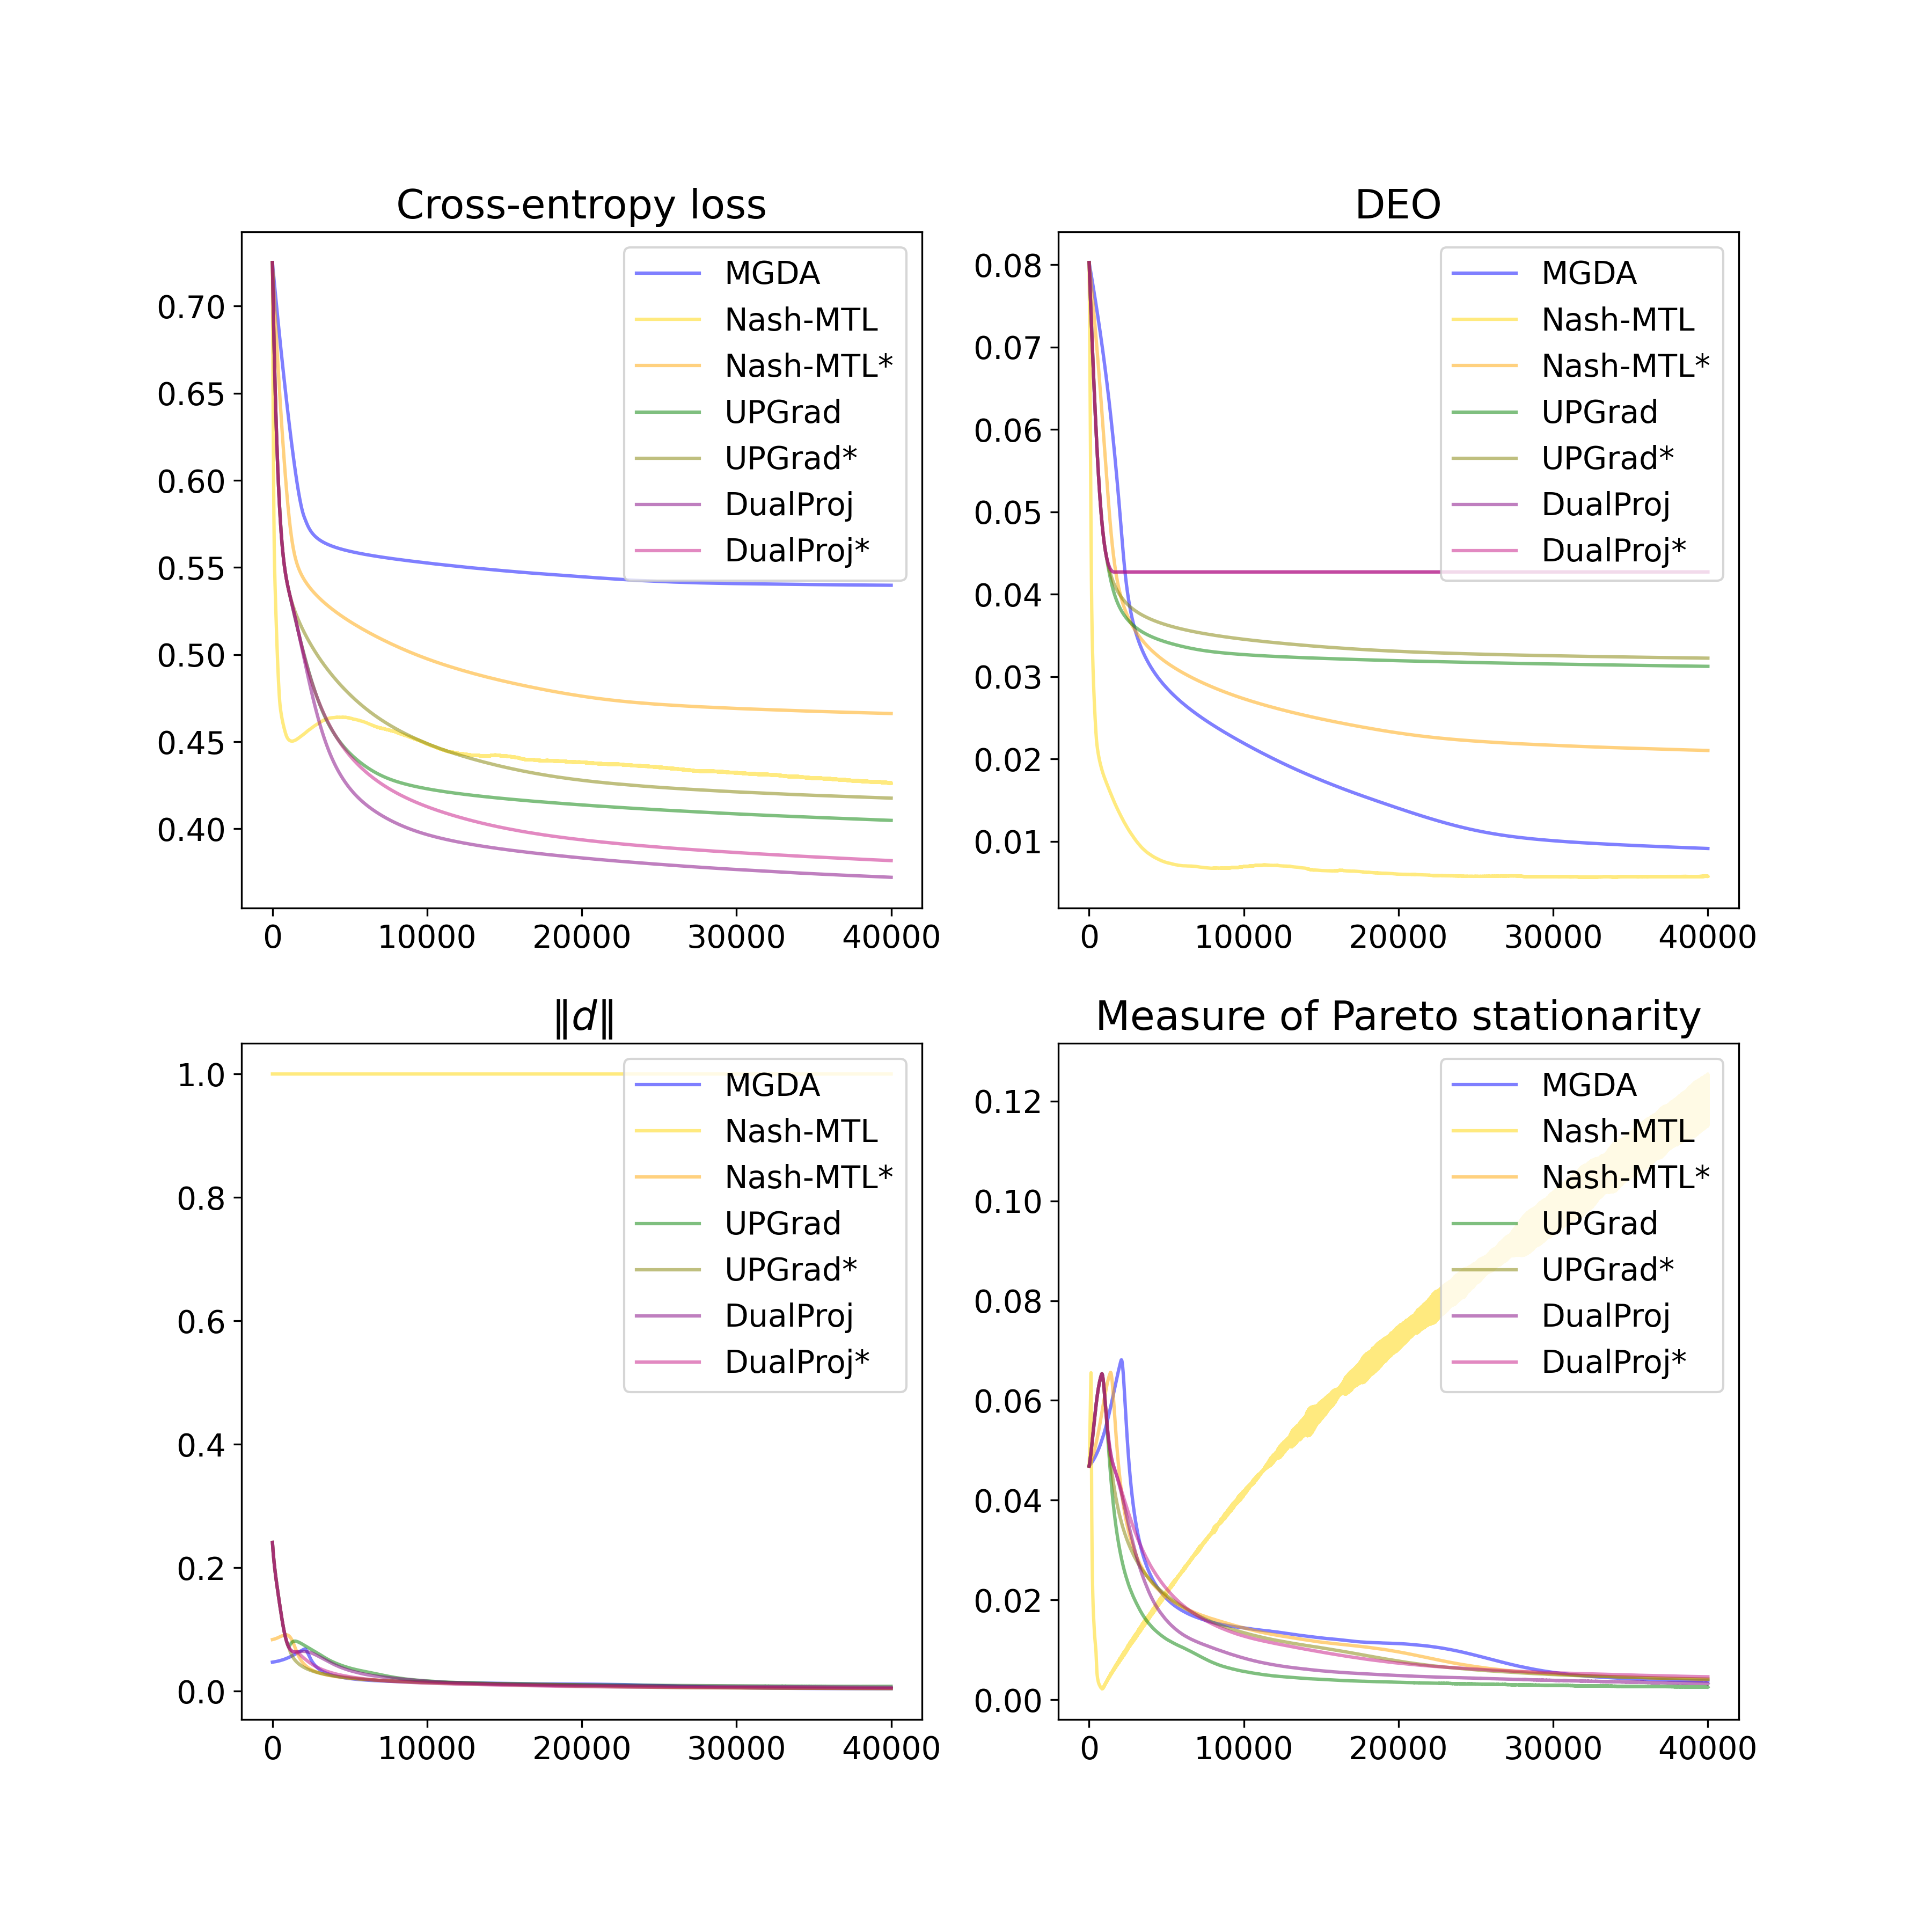 Cross-entropy loss
0.70
0.65
0.60
0.55
0.50
0.45
0.40
0
10000
20000
30000
40000
MGDA
Nash-MTL
Nash-MTL*
UPGrad
UPGrad*
DualProj
DualProj*
DEO
0.08
0.07
0.06
0.05
0.04
0.03
0.02
0.01
0
10000
20000
30000
40000
MGDA
Nash-MTL
Nash-MTL*
UPGrad
UPGrad*
DualProj
DualProj*
‖d‖
1.0
0.8
0.6
0.4
0.2
0.0
0
10000
20000
30000
40000
MGDA
Nash-MTL
Nash-MTL*
UPGrad
UPGrad*
DualProj
DualProj*
Measure of Pareto stationarity
0.12
0.10
0.08
0.06
0.04
0.02
0.00
0
10000
20000
30000
40000
MGDA
Nash-MTL
Nash-MTL*
UPGrad
UPGrad*
DualProj
DualProj*